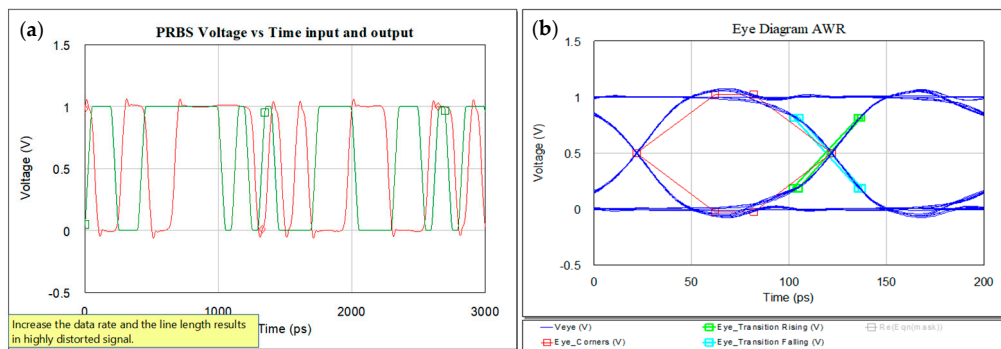 (a)
PRBS Voltage vs Time input and output
1.5
1
0.5
0
-0.5
Voltage (V)
0
1000
2000
3000
Time (ps)
Increase the data rate and the line length results
in highly distorted signal.
(b)
Eye Diagram AWR
1.5
1
0.5
0
-0.5
Voltage (V)
0
50
100
150
200
Time (ps)
Veye (V)
Eye_Transition Rising (V)
Re(Eqn(mask))
Eye_Corners (V)
Eye_Transition Falling (V)